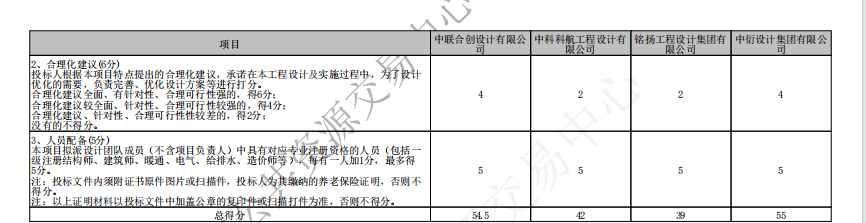 项目 中联合创设计有限公 中科科航工程设计有 铭扬工程设计集团有 中衍设计集团有限公
司 限公司 限公司 司
2、合理化建议(6分)
投标人根据本项目特点提出的合理化建议，承诺在本工程设计及实施过程中，为了设计
优化的需要，负责完善、优化设计方案等进行打分。
合理化建议全面、有针对性、合理可行性强的，得6分；
合理化建议较全面、针对性、合理可行性较强的，得4分；
合理化建议、针对性、合理可行性性较差的，得2分；
没有的不得分。
4 2 2 4
3、人员配备(5分)
本项目拟派设计团队成员（不含项目负责人）中具有对应专业注册资格的人员（包括一
级注册结构师、建筑师、暖通、电气、给排水、造价师等），每有一人加1分，最多得
5分。
注：投标文件内须附证书原件图片或扫描件，投标人为其缴纳的养老保险证明，否则不
得分。
注：以上证明材料以投标文件中加盖公章的复印件或扫描打件为准，否则不得分。
5 5 5 5
总得分 54.5 42 39 55
公共资源交易中心
交易中心